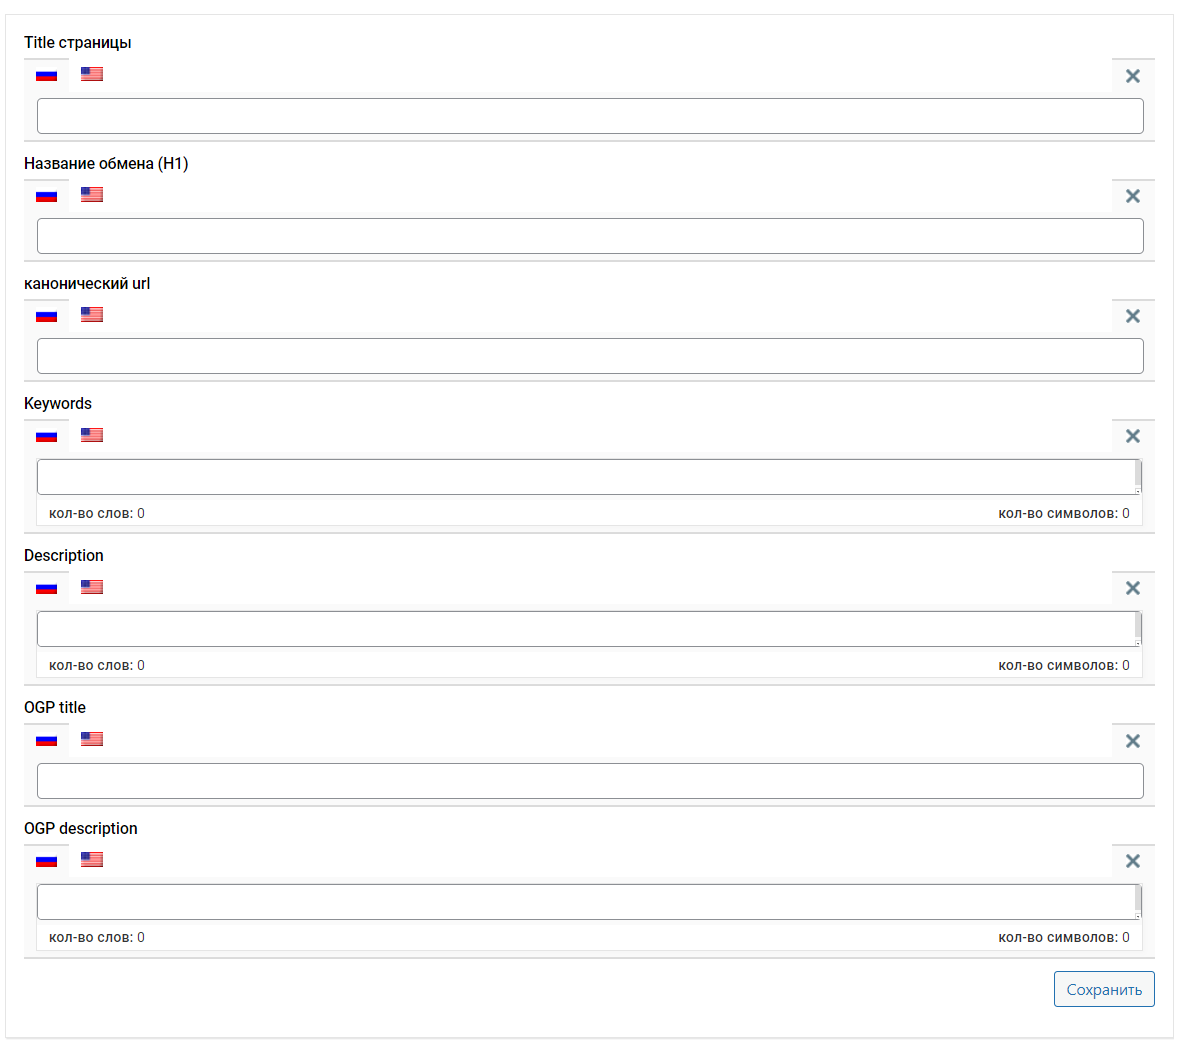 Title страницы
Название обмена (H1)
канонический url
Keywords
кол-во слов: 0 кол-во символов: 0
Description
кол-во слов: 0 кол-во символов: 0
OGP title
OGP description
кол-во слов: 0 кол-во символов: 0
Сохранить